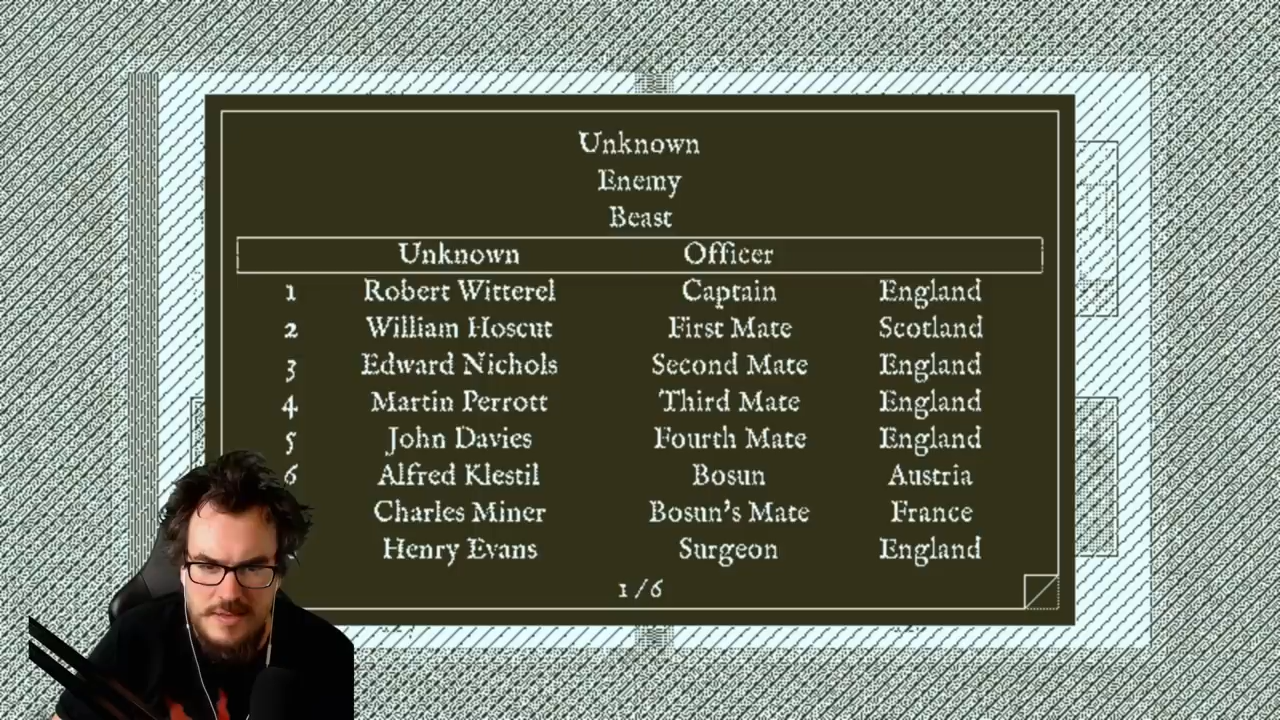 Unknown
Enemy
Beast
Unknown Officer
1 Robert Witterel Captain England
2 William Hoscut First Mate Scotland
3 Edward Nichols Second Mate England
4 Martin Perrott Third Mate England
5 John Davies Fourth Mate England
6 Alfred Klestil Bosun Austria
Charles Miner Bosun's Mate France
Henry Evans Surgeon England
1/6